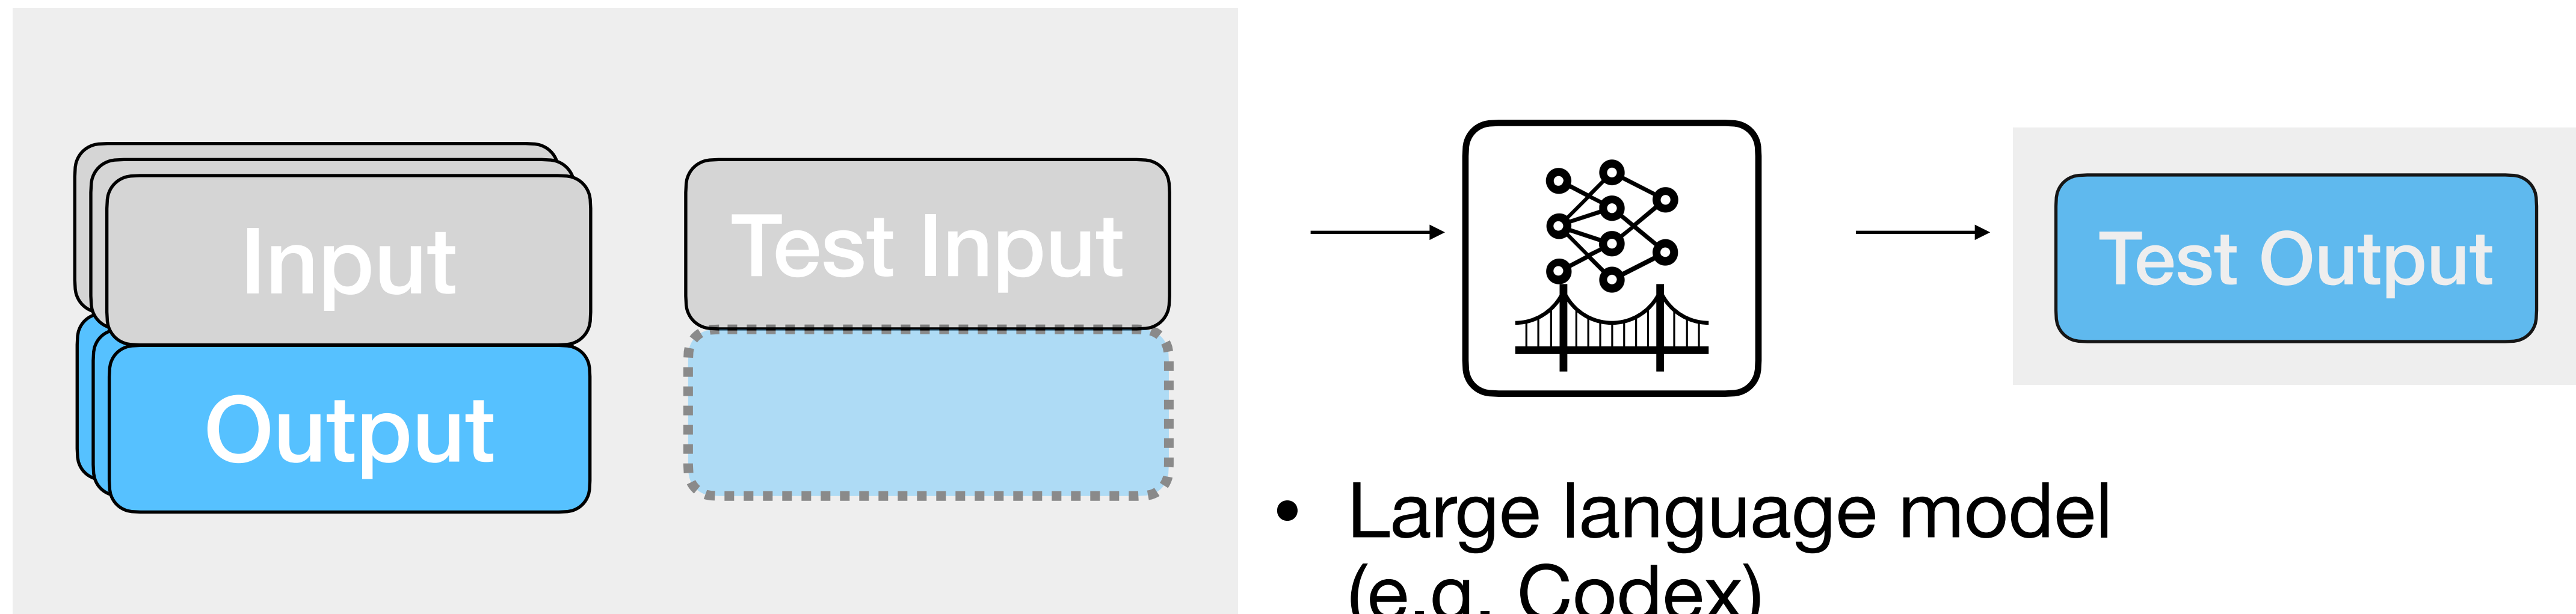 Input
Output
Test Input
Test Output
• Large language model
(e.g. Codex)